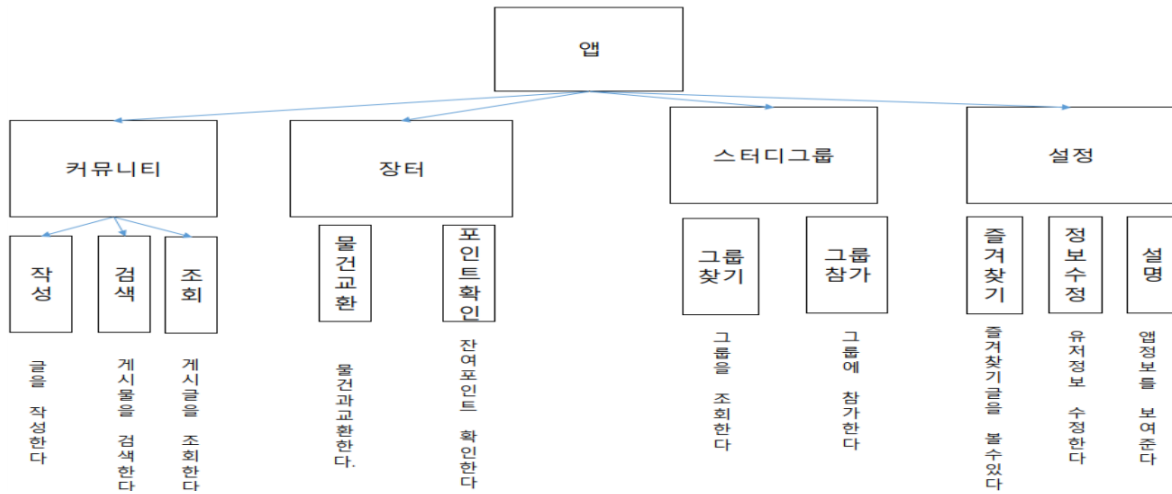 앱
커뮤니티
장터
스터디그룹
설정
작성
검색
조회
물건교환
포인트확인
그룹
찾기
그룹
참가
즐겨찾기
정보수정
설명
글을 작성한다
게시물을 검색한다
게시글을 조회한다
물건과교환한다.
잔여포인트 확인한다
그룹을 조회한다
그룹에 참가한다
즐겨찾기글을 볼수있다
유저정보 수정한다
앱정보를 보여준다